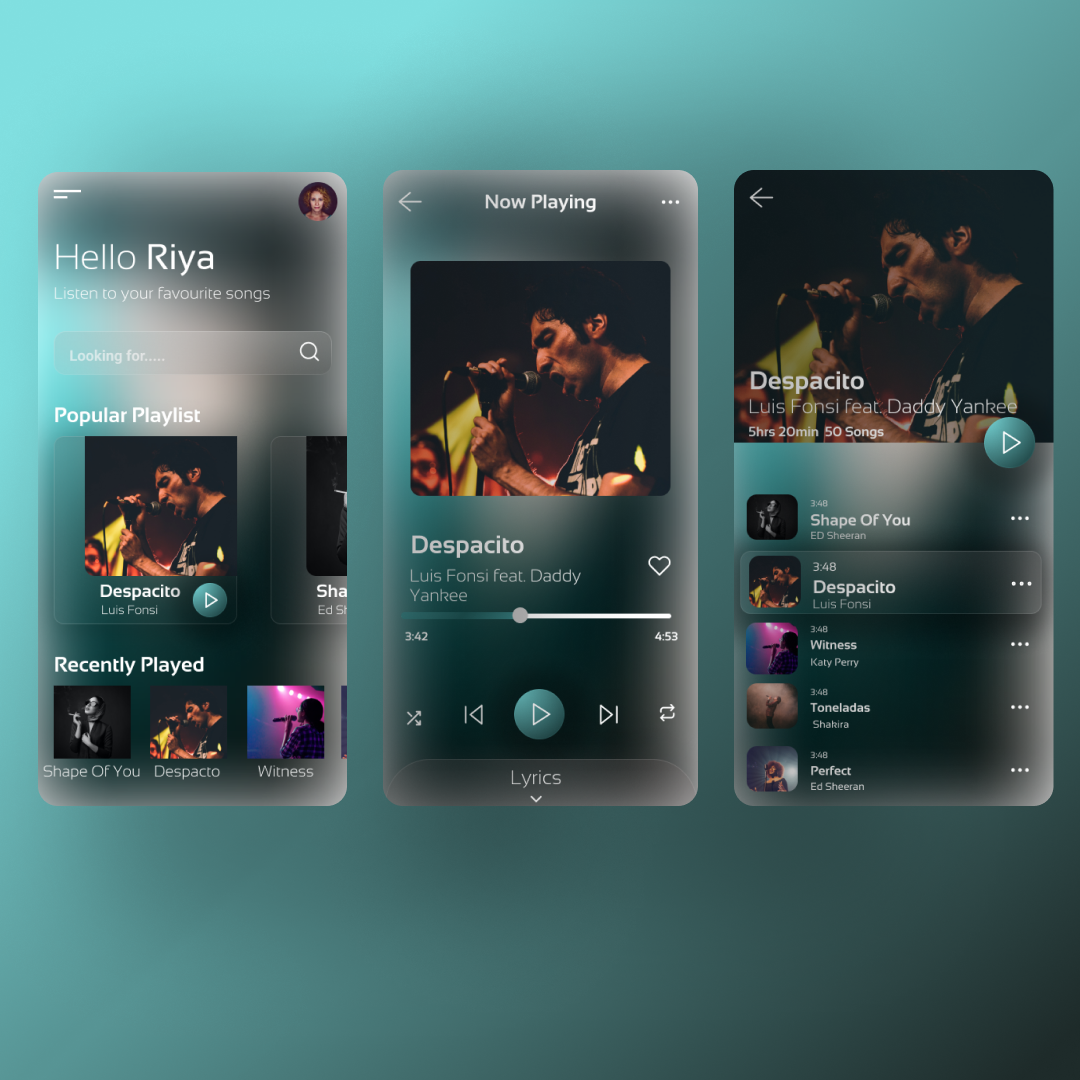 Hello Riya
Listen to your favourite songs
Looking for.....
Popular Playlist
Despacito
Luis Fonsi
Sha
Ed Sh
Recently Played
Shape Of You
Despacto
Witness
Now Playing
Despacito
Luis Fonsi feat. Daddy
Yankee
3:42
4:53
Lyrics
Despacito
Luis Fonsi feat. Daddy Yankee
5hrs 20min 50 Songs
3:48
Shape Of You
ED Sheeran
3:48
Despacito
Luis Fonsi
3:48
Witness
Katy Perry
3:48
Toneladas
Shakira
3:48
Perfect
Ed Sheeran